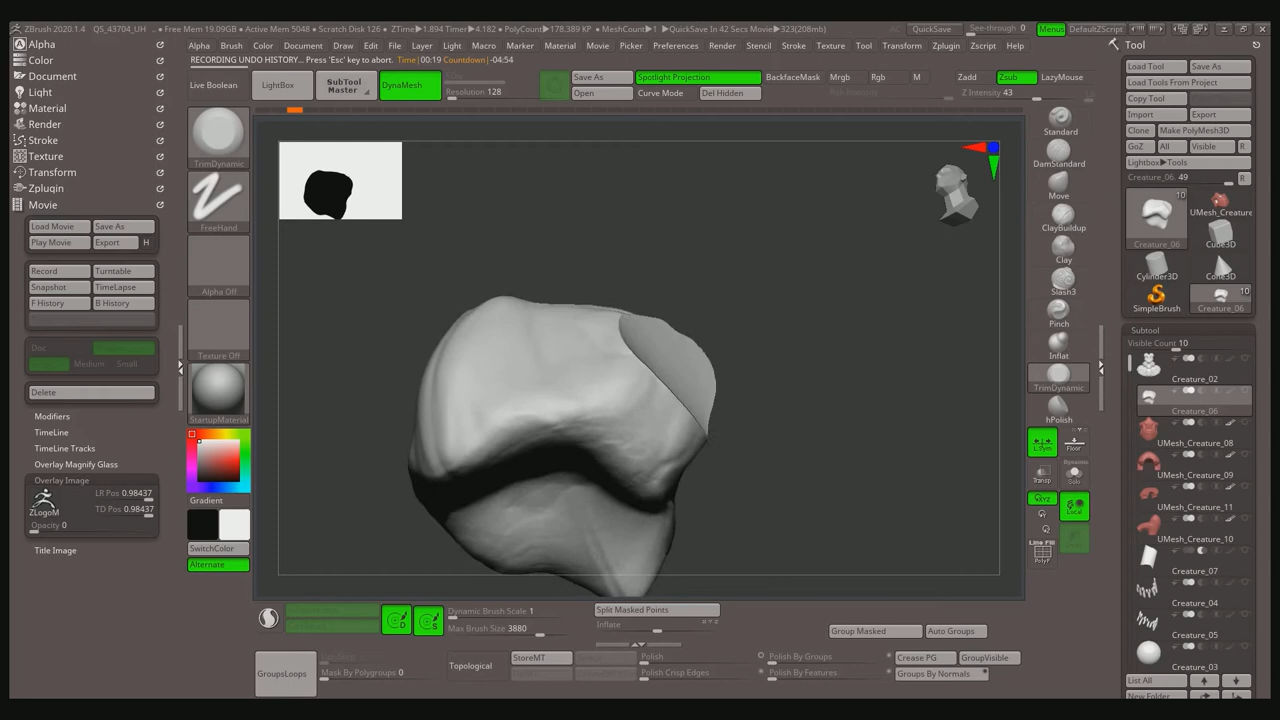 ZBrush 2020.1.4 QS_43704_UH • Free Mem 19.09GB • Active Mem 5048 • Scratch Disk 126 • ZTime▶1.894 Timer▶4.182 • PolyCount▶178.389 KP • MeshCount▶1 •QuickSave In 42 Secs Movie▶323(208mb) AC QuickSave See-through 0 Menus DefaultZScript
Alpha Brush Color Document Draw Edit File Layer Light Macro Marker Material Movie Picker Preferences Render Stencil Stroke Texture Tool Transform Zplugin Zscript Help
RECORDING UNDO HISTORY... Press 'Esc' key to abort. Time|00:19 Countdown|-04:54
Alpha
Color
Document
Light
Material
Render
Stroke
Texture
Transform
Zplugin
Movie
Load Movie Save As
Play Movie Export H
Record Turntable
Snapshot TimeLapse
F History B History
Doc
Medium Small
Delete
Modifiers
TimeLine
TimeLine Tracks
Overlay Magnify Glass
Overlay Image
LR Pos 0.98437
ZLogoM TD Pos 0.98437
Opacity 0
Title Image
Live Boolean LightBox SubTool Master DynaMesh
Resolution 128
Save As
Open
Spotlight Projection
Curve Mode Del Hidden
BackfaceMask Mrgb Rgb M
Zadd Zsub LazyMouse
Z Intensity 43
TrimDynamic
FreeHand
Alpha Off
Texture Off
StartupMaterial
Gradient
SwitchColor
Alternate
Standard
DamStandard
Move
ClayBuildup
Clay
Slash3
Pinch
Inflat
TrimDynamic
hPolish
L.Sym Floor
Dynamic
Transp Solo
XYZ Local
Line Fill
PolyF
Dynamic Brush Scale 1
Max Brush Size 3880
Split Masked Points
Inflate
Group Masked Auto Groups
GroupsLoops
Mask By Polygroups 0
Topological
StoreMT
Polish
Polish Crisp Edges
Polish By Groups
Polish By Features
Crease PG GroupVisible
Groups By Normals
Tool
Load Tool Save As
Load Tools From Project
Copy Tool
Import Export
Clone Make PolyMesh3D
GoZ All Visible R
Lightbox▶Tools
Creature_06. 49 R
10
Creature_06
UMesh_Creature
Cube3D
Cylinder3D
Cone3D
SimpleBrush
10
Creature_06
Subtool
Visible Count 10
Creature_02
Creature_06
UMesh_Creature_08
UMesh_Creature_09
UMesh_Creature_11
UMesh_Creature_10
Creature_07
Creature_04
Creature_05
Creature_03
List All
New Folder